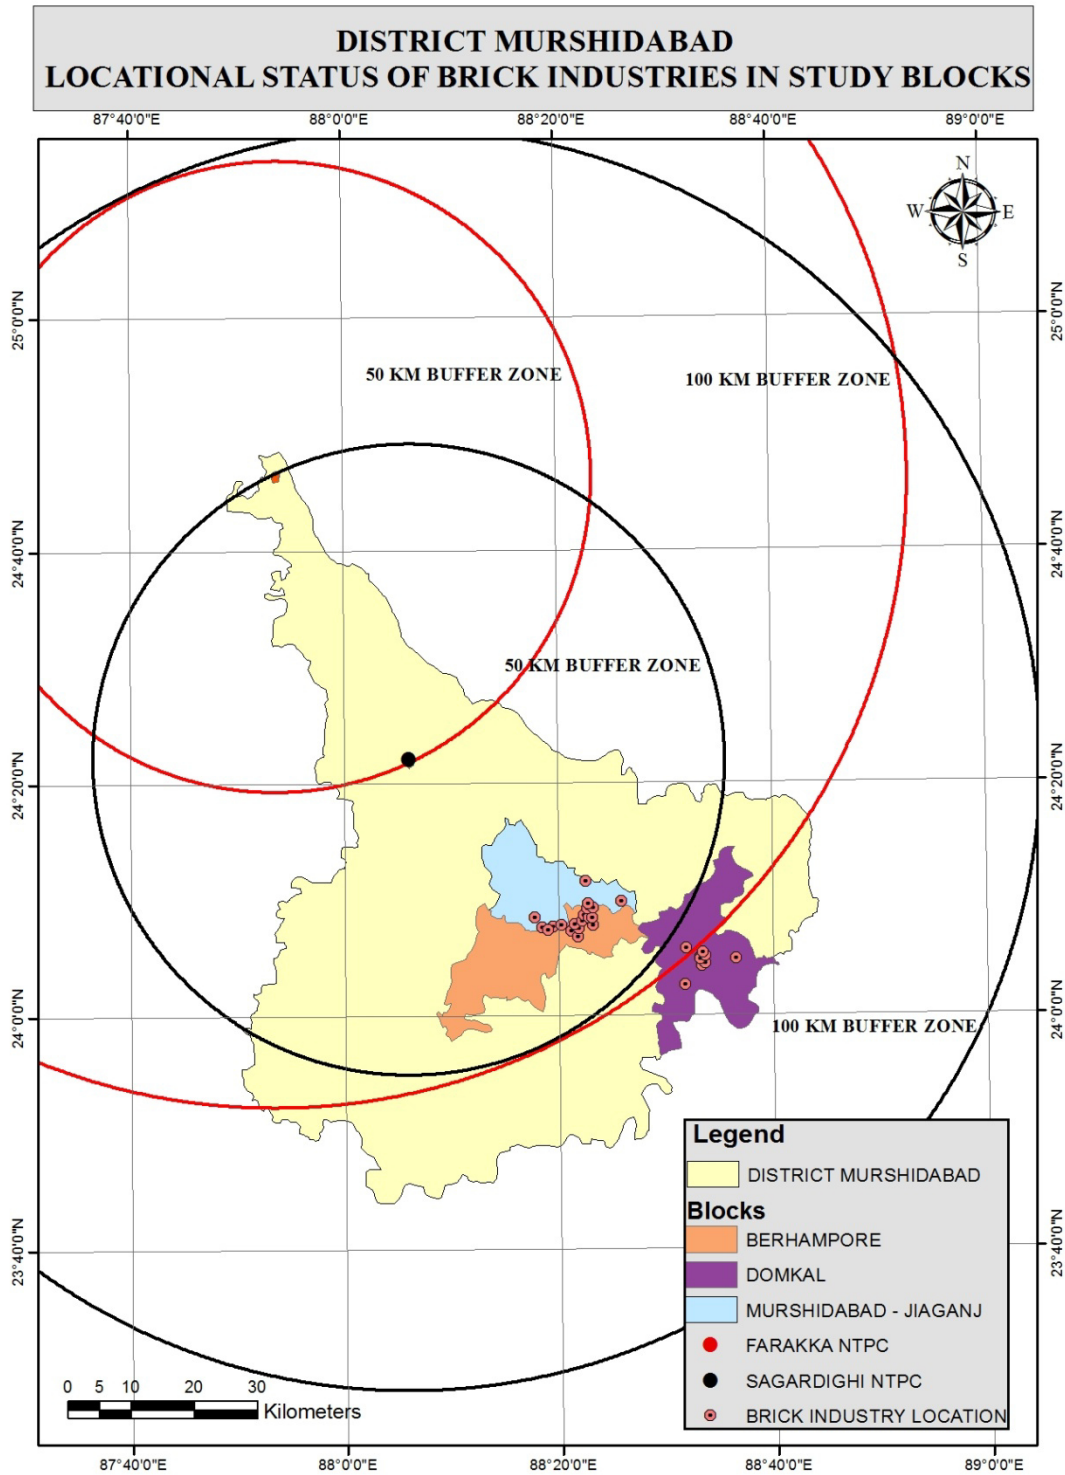 DISTRICT MURSHIDABAD
LOCATIONAL STATUS OF BRICK INDUSTRIES IN STUDY BLOCKS
87°40'0"E 88°0'0"E 88°20'0"E 88°40'0"E 89°0'0"E
N
W E
S
25°0'0"N 25°0'0"N
50 KM BUFFER ZONE
100 KM BUFFER ZONE
24°40'0"N 24°40'0"N
50 KM BUFFER ZONE
24°20'0"N 24°20'0"N
24°0'0"N 24°0'0"N
100 KM BUFFER ZONE
23°40'0"N 23°40'0"N
Legend
DISTRICT MURSHIDABAD
Blocks
BERHAMPORE
DOMKAL
MURSHIDABAD - JIAGANJ
FARAKKA NTPC
SAGARDIGHI NTPC
BRICK INDUSTRY LOCATION
0 5 10 20 30
Kilometers
87°40'0"E 88°0'0"E 88°20'0"E 88°40'0"E 89°0'0"E